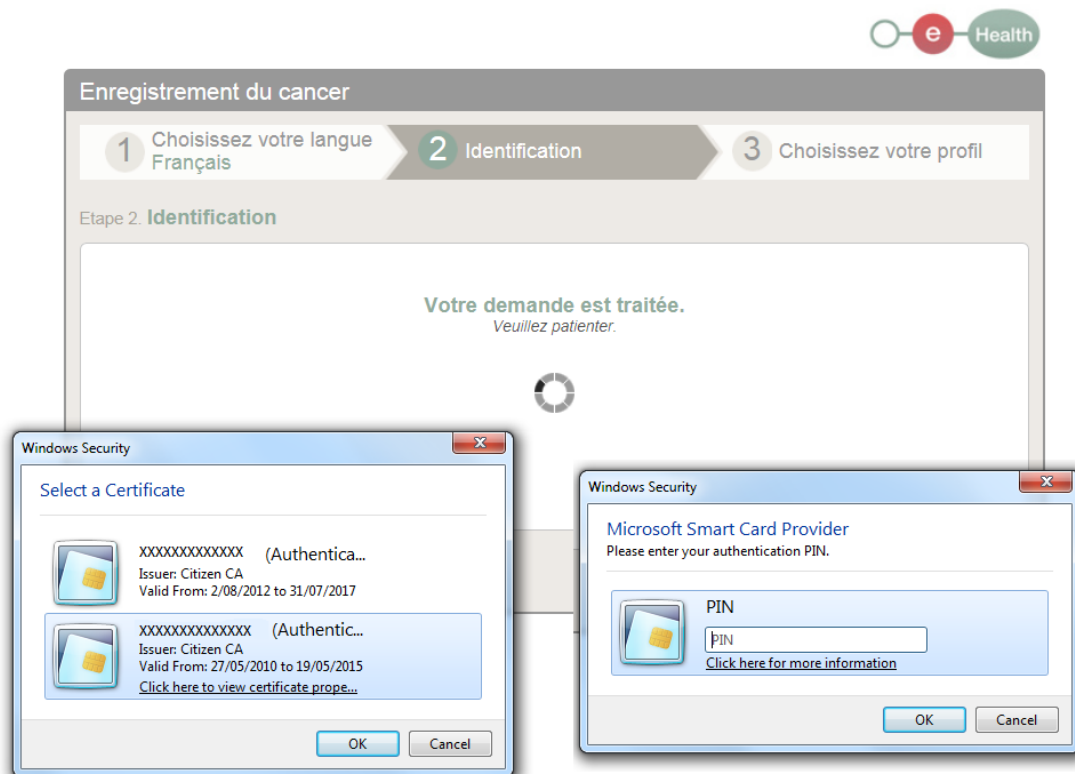 e Health
Enregistrement du cancer
1 Choisissez votre langue
Français
2 Identification
3 Choisissez votre profil
Etape 2. Identification
Votre demande est traitée.
Veuillez patienter.
Windows Security
X
Select a Certificate
XXXXXXXXXXXXX (Authentica...
Issuer: Citizen CA
Valid From: 2/08/2012 to 31/07/2017
XXXXXXXXXXXXXX (Authentic...
Issuer: Citizen CA
Valid From: 27/05/2010 to 19/05/2015
Click here to view certificate prope...
OK Cancel
Windows Security
X
Microsoft Smart Card Provider
Please enter your authentication PIN.
PIN
PIN
Click here for more information
OK Cancel